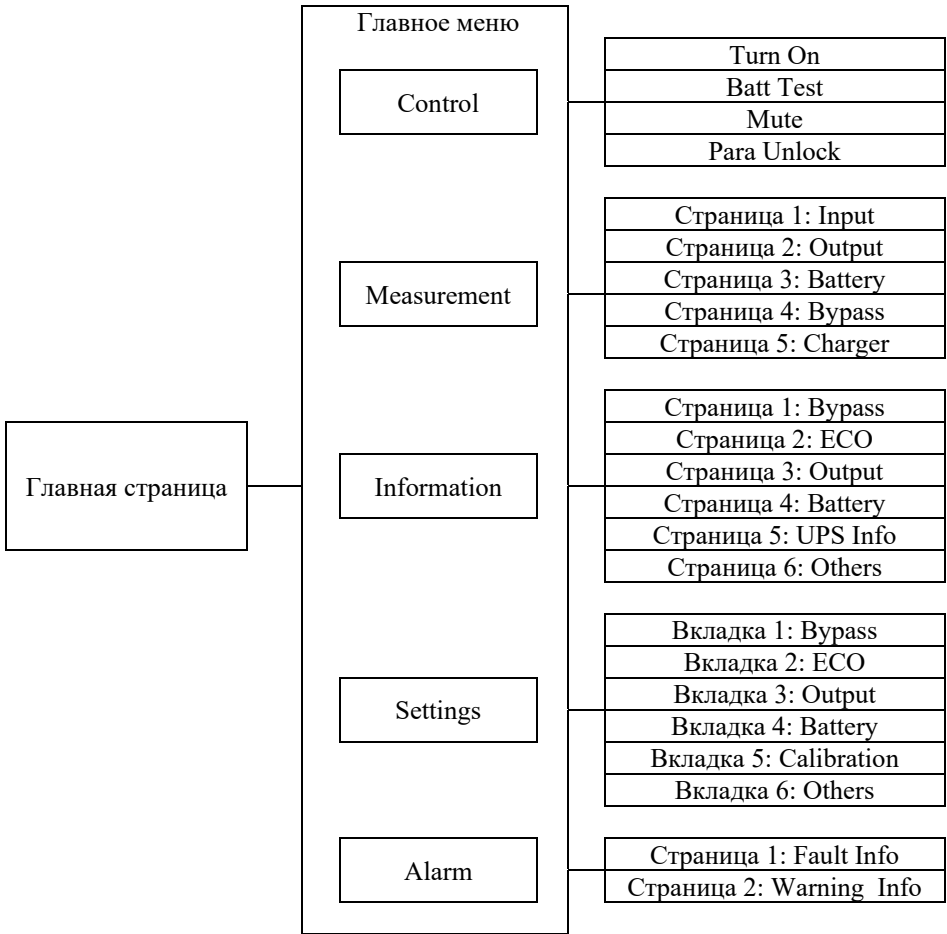 Главное меню
Главная страница
Control
Turn On
Batt Test
Mute
Para Unlock
Measurement
Страница 1: Input
Страница 2: Output
Страница 3: Battery
Страница 4: Bypass
Страница 5: Charger
Information
Страница 1: Bypass
Страница 2: ECO
Страница 3: Output
Страница 4: Battery
Страница 5: UPS Info
Страница 6: Others
Settings
Вкладка 1: Bypass
Вкладка 2: ECO
Вкладка 3: Output
Вкладка 4: Battery
Вкладка 5: Calibration
Вкладка 6: Others
Alarm
Страница 1: Fault Info
Страница 2: Warning  Info